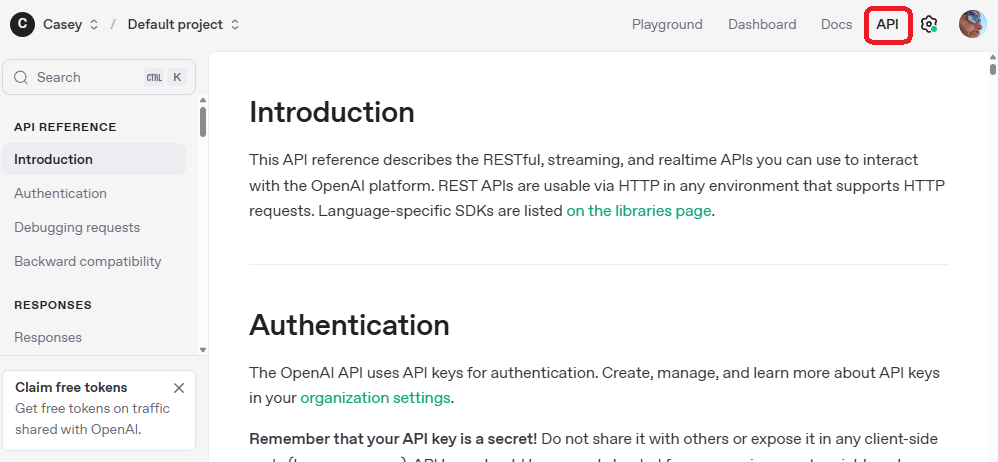 C Casey / Default project Playground Dashboard Docs API
Search CTRL K
API REFERENCE
Introduction
Authentication
Debugging requests
Backward compatibility
RESPONSES
Responses
Claim free tokens
Get free tokens on traffic
shared with OpenAI.
Introduction
This API reference describes the RESTful, streaming, and realtime APIs you can use to interact
with the OpenAI platform. REST APIs are usable via HTTP in any environment that supports HTTP
requests. Language-specific SDKs are listed on the libraries page.
Authentication
The OpenAI API uses API keys for authentication. Create, manage, and learn more about API keys
in your organization settings.
Remember that your API key is a secret! Do not share it with others or expose it in any client-side